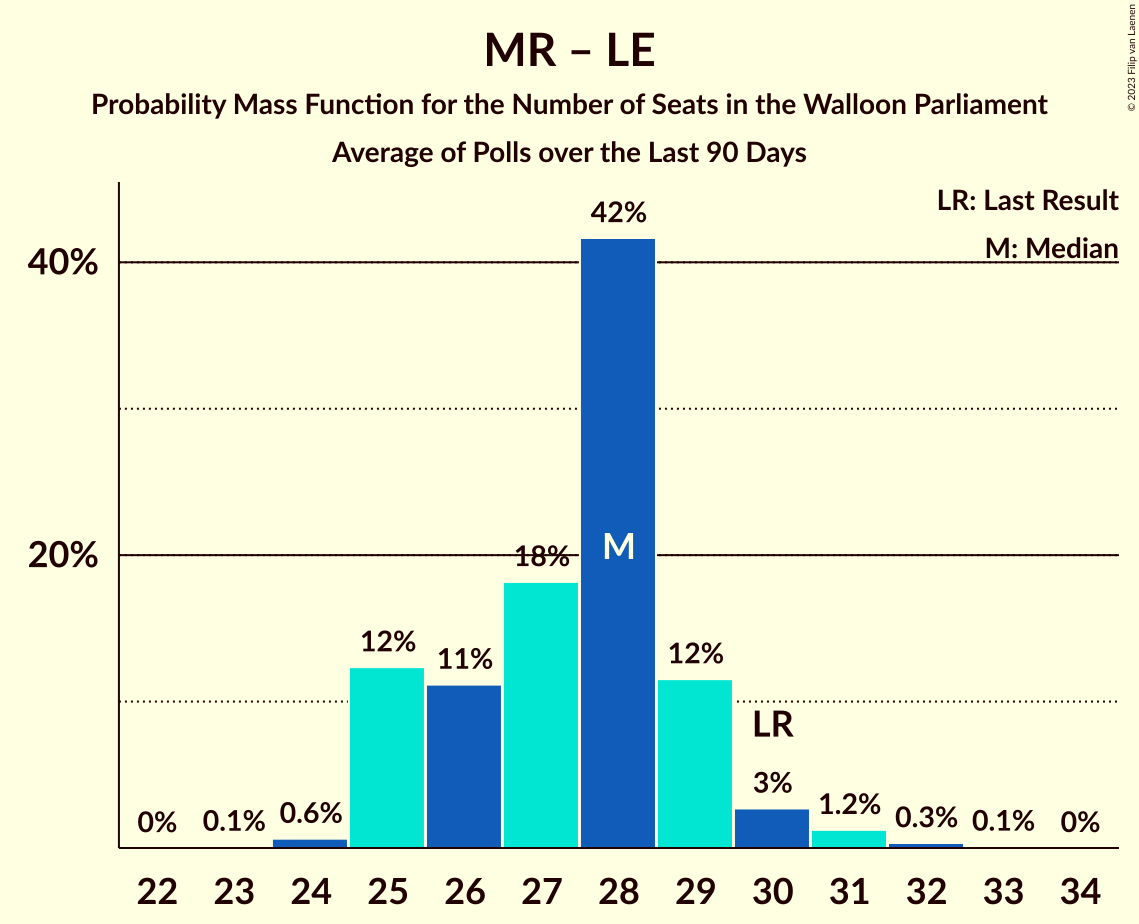 MR – LE
Probability Mass Function for the Number of Seats in the Walloon Parliament
Average of Polls over the Last 90 Days
© 2023 Filip van Laenen
LR: Last Result
M: Median
40%
20%
0%
0.1%
0.6%
12%
11%
18%
42%
M
12%
LR
3%
1.2%
0.3%
0.1%
0%
22 23 24 25 26 27 28 29 30 31 32 33 34